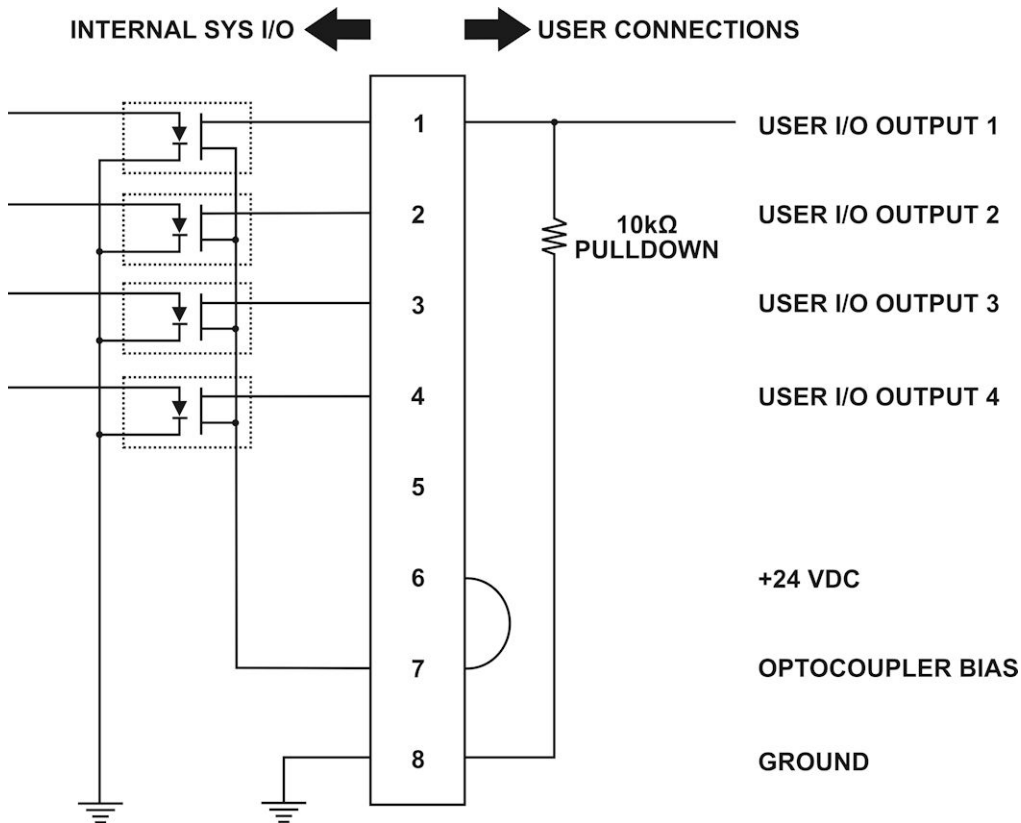 INTERNAL SYS I/O
USER CONNECTIONS
1
USER I/O OUTPUT 1
2
USER I/O OUTPUT 2
10kΩ
PULLDOWN
3
USER I/O OUTPUT 3
4
USER I/O OUTPUT 4
5
6
+24 VDC
7
OPTOCOUPLER BIAS
8
GROUND